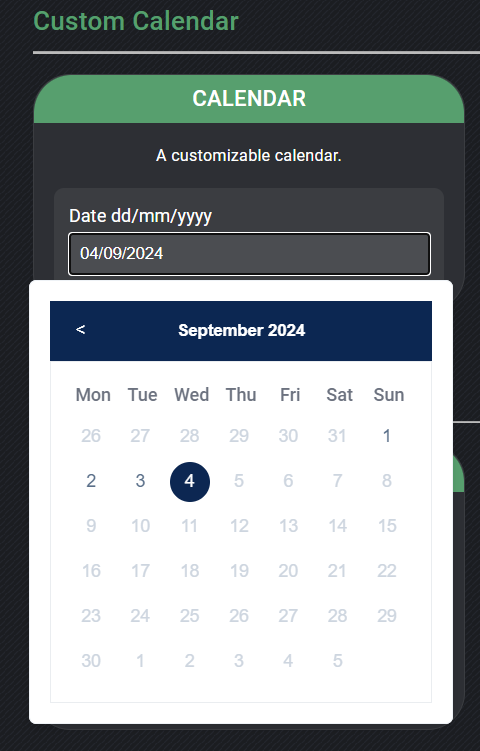 Custom Calendar
CALENDAR
A customizable calendar.
Date dd/mm/yyyy
04/09/2024
< September 2024
Mon Tue Wed Thu Fri Sat Sun
26 27 28 29 30 31 1
2 3 4 5 6 7 8
9 10 11 12 13 14 15
16 17 18 19 20 21 22
23 24 25 26 27 28 29
30 1 2 3 4 5